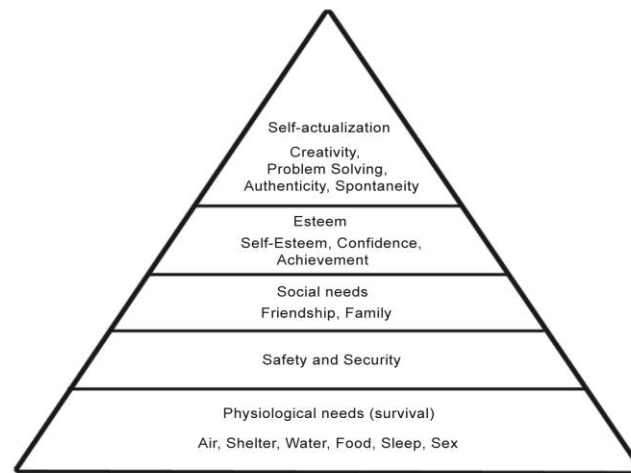 Self-actualization
Creativity,
Problem Solving,
Authenticity, Spontaneity
Esteem
Self-Esteem, Confidence,
Achievement
Social needs
Friendship, Family
Safety and Security
Physiological needs (survival)
Air, Shelter, Water, Food, Sleep, Sex